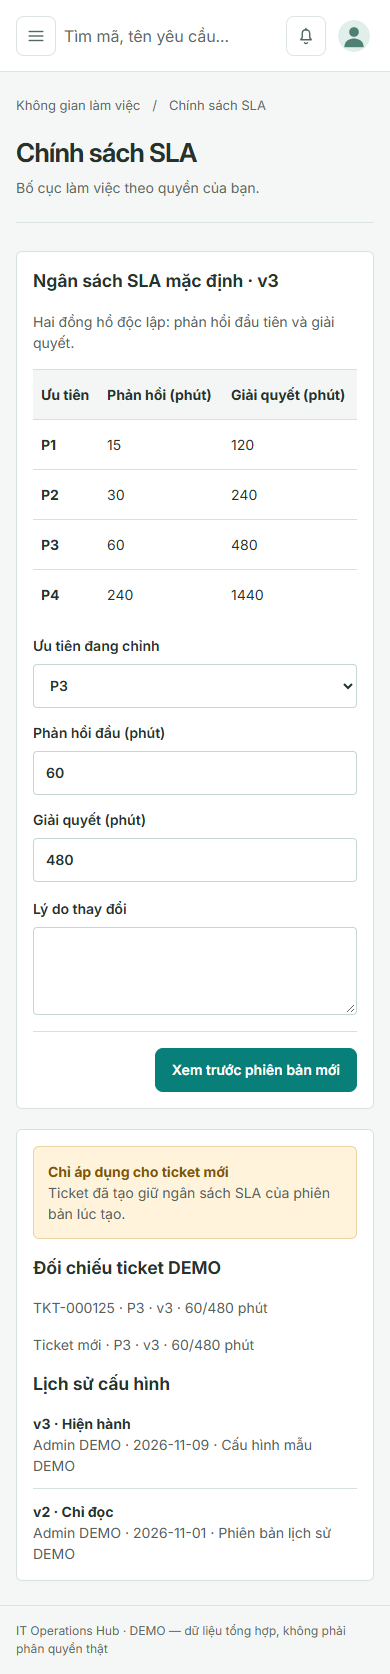 Tìm mã, tên yêu cầu...
Không gian làm việc / Chính sách SLA
Chính sách SLA
Bố cục làm việc theo quyền của bạn.
Ngân sách SLA mặc định · v3
Hai đồng hồ độc lập: phản hồi đầu tiên và giải
quyết.
Ưu tiên Phản hồi (phút) Giải quyết (phút)
P1 15 120
P2 30 240
P3 60 480
P4 240 1440
Ưu tiên đang chỉnh
P3
Phản hồi đầu (phút)
60
Giải quyết (phút)
480
Lý do thay đổi
Xem trước phiên bản mới
Chỉ áp dụng cho ticket mới
Ticket đã tạo giữ ngân sách SLA của phiên
bản lúc tạo.
Đối chiếu ticket DEMO
TKT-000125 · P3 · v3 · 60/480 phút
Ticket mới · P3 · v3 · 60/480 phút
Lịch sử cấu hình
v3 · Hiện hành
Admin DEMO · 2026-11-09 · Cấu hình mẫu
DEMO
v2 · Chỉ đọc
Admin DEMO · 2026-11-01 · Phiên bản lịch sử
DEMO
IT Operations Hub · DEMO — dữ liệu tổng hợp, không phải
phân quyền thật